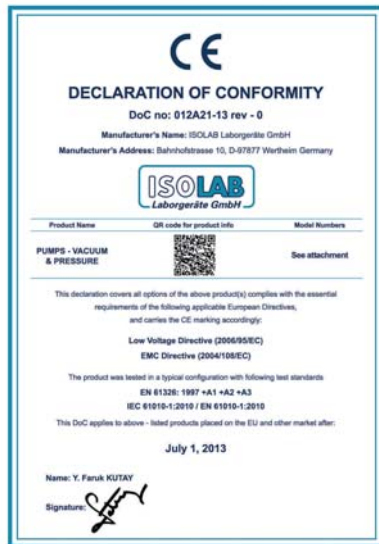 CE
DECLARATION OF CONFORMITY
DoC no: 012A21-13 rev - 0
Manufacturer's Name: ISOLAB Laborgeräte GmbH
Manufacturer's Address: Bahnhofstrasse 10, D-97877 Wertheim Germany
ISOLAB
Laborgeräte GmbH
Product Name QR code for product info Model Numbers
PUMPS - VACUUM
& PRESSURE
See attachment
This declaration covers all options of the above product(s) complies with the essential
requirements of the following applicable European Directives,
and carries the CE marking accordingly:
Low Voltage Directive (2006/95/EC)
EMC Directive (2004/108/EC)
The product was tested in a typical configuration with following test standards
EN 61326: 1997 +A1 +A2 +A3
IEC 61010-1:2010 / EN 61010-1:2010
This DoC applies to above - listed products placed on the EU and other market after:
July 1, 2013
Name: Y. Faruk KUTAY
Signature: